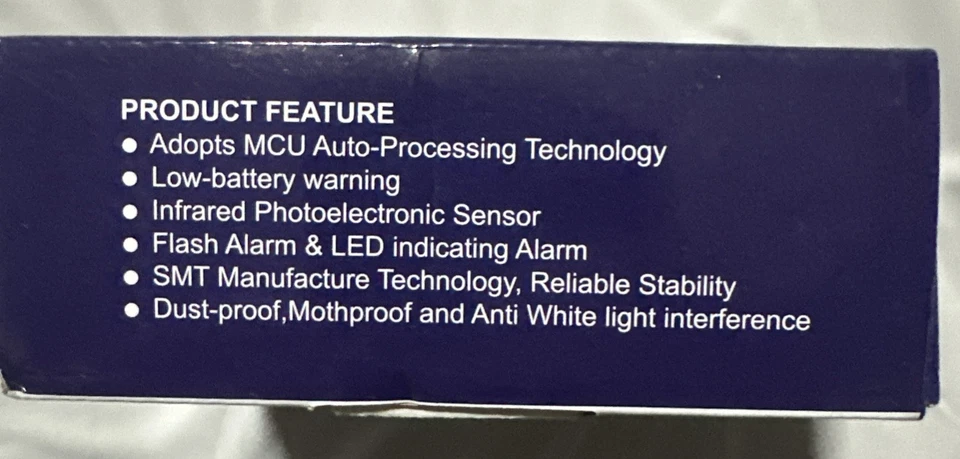 PRODUCT FEATURE
● Adopts MCU Auto-Processing Technology
● Low-battery warning
● Infrared Photoelectronic Sensor
● Flash Alarm & LED indicating Alarm
● SMT Manufacture Technology, Reliable Stability
● Dust-proof,Mothproof and Anti White light interference